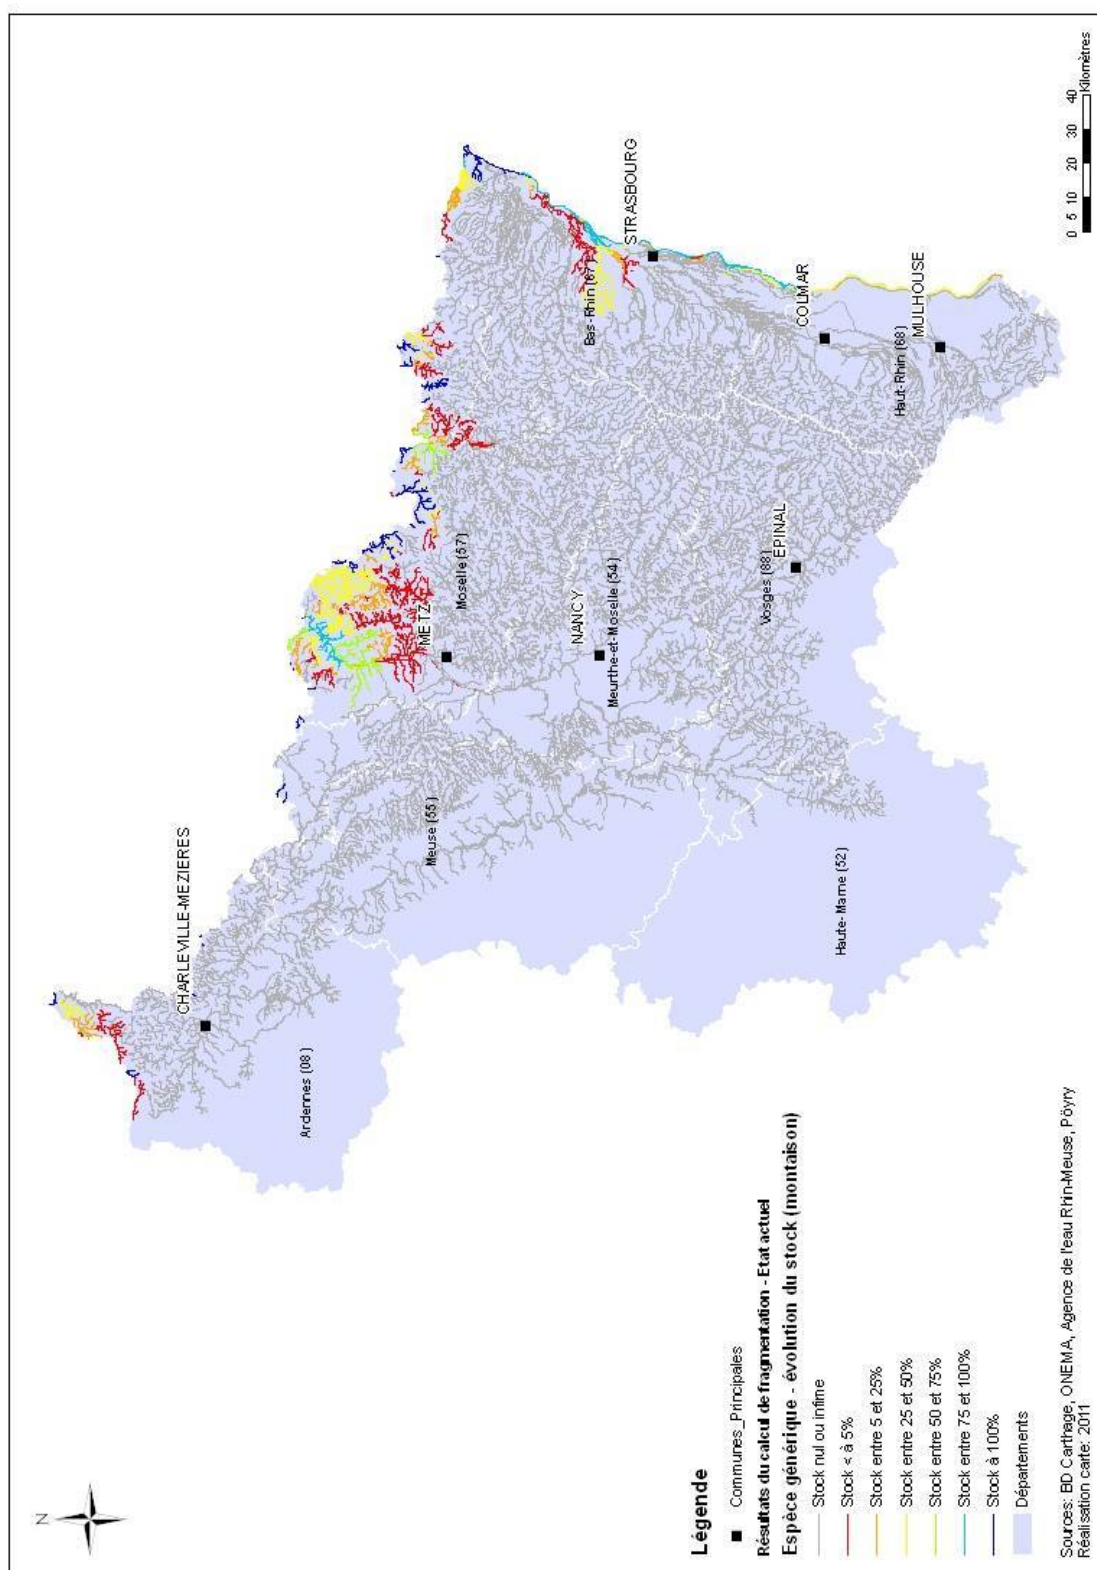 N
CHARLEVILLE-MEZIERES
Ardennes (08)
Meuse (55)
METZ
Moselle (57)
NANCY
Meurthe-et-Moselle (54)
Bas-Rhin (67)
STRASBOURG
EPINAL
Vosges (88)
COLMAR
Haut-Rhin (68)
MULHOUSE
Haute-Marne (52)
Légende
Communes_Principales
Résultats du calcul de fragmentation - Etat actuel
Espèce générique - évolution du stock (montaison)
Stock nul ou infime
Stock < à 5%
Stock entre 5 et 25%
Stock entre 25 et 50%
Stock entre 50 et 75%
Stock entre 75 et 100%
Stock à 100%
Départements
Sources: BD Carthage, ONEMA, Agence de l'eau Rhin-Meuse, Pöyry
Réalisation carte: 2011
0 5 10 20 30 40
Kilomètres